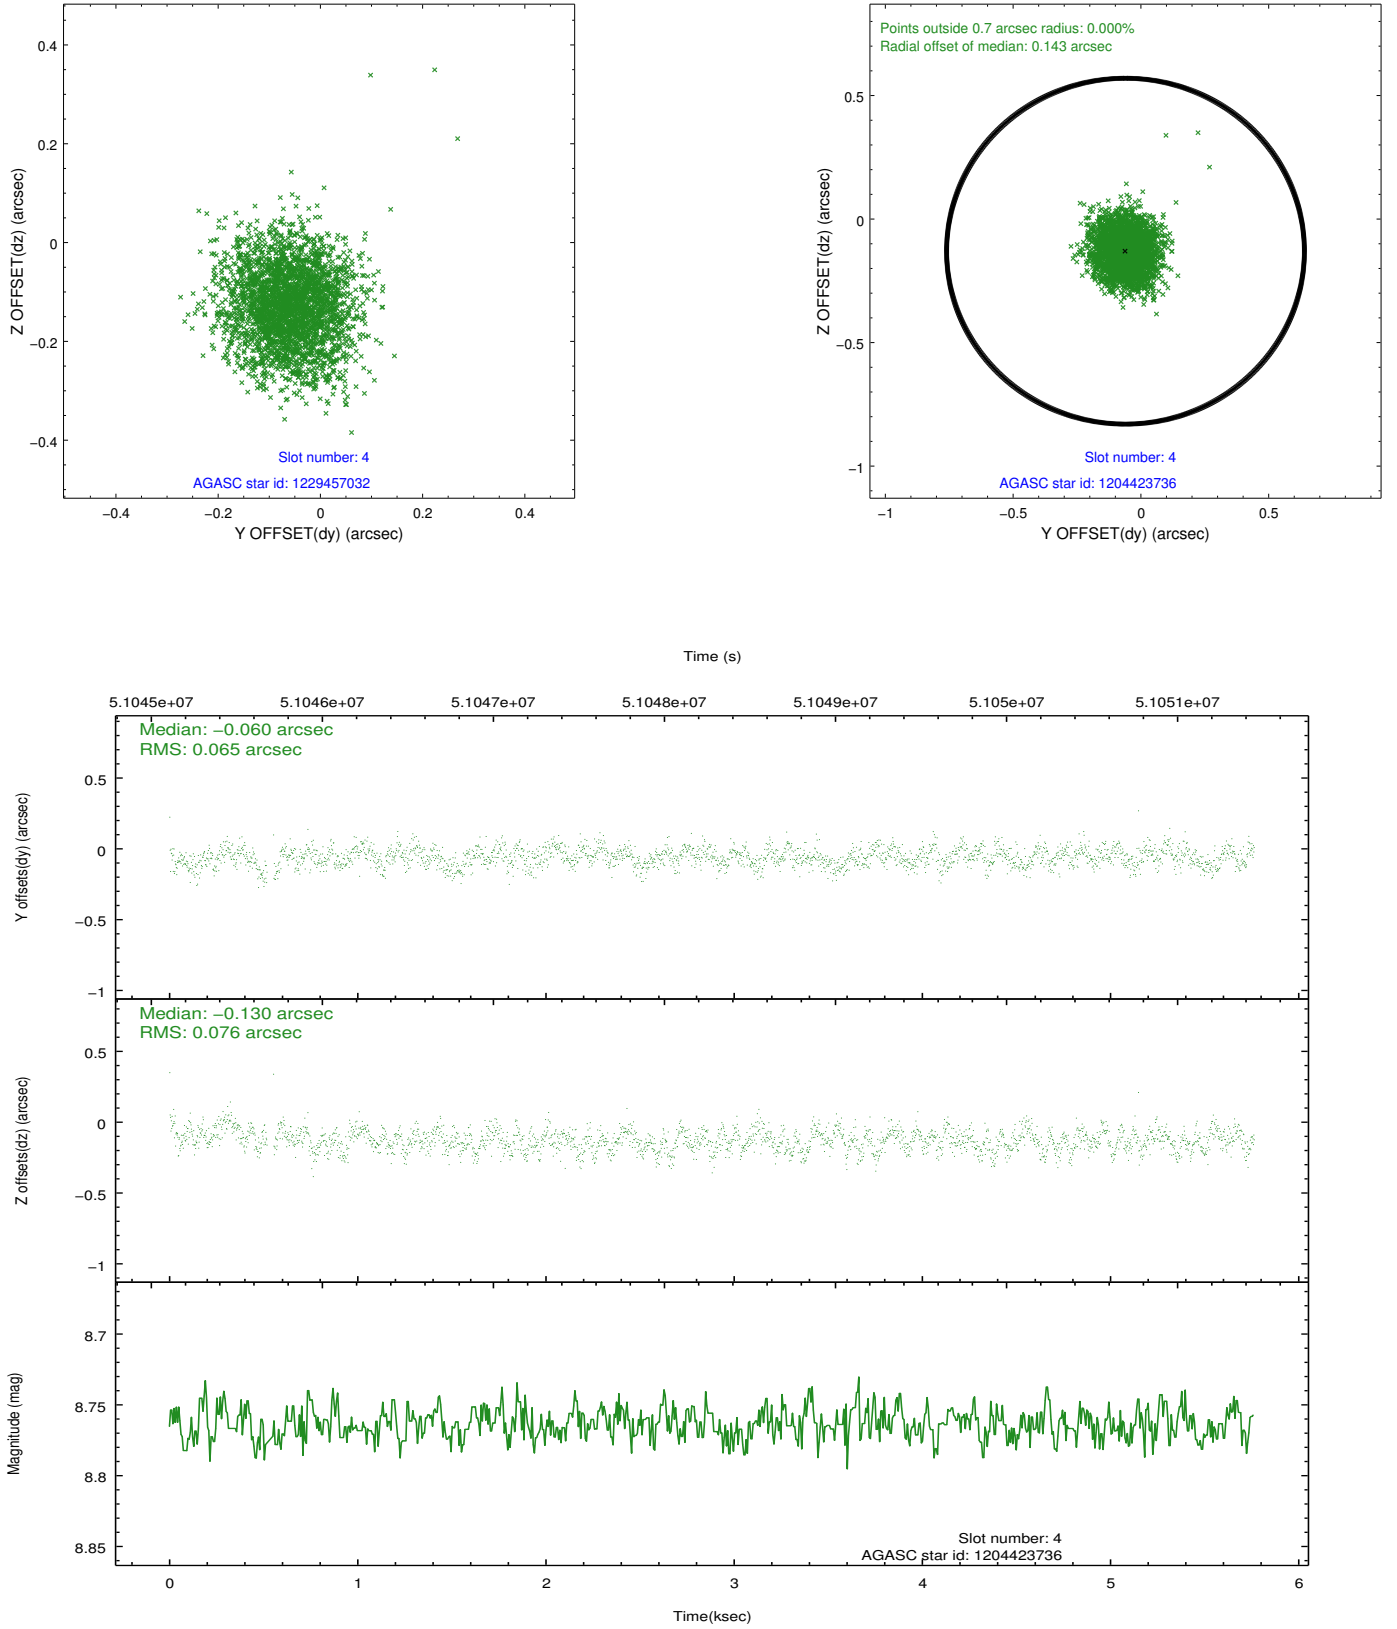 0.4
0.2
0
−0.2
−0.4
Z OFFSET(dz) (arcsec)
Slot number: 4
AGASC star id: 1229457032
−0.4 −0.2 0 0.2 0.4
Y OFFSET(dy) (arcsec)
Points outside 0.7 arcsec radius: 0.000%
Radial offset of median: 0.143 arcsec
0.5
0
−0.5
−1
Z OFFSET(dz) (arcsec)
Slot number: 4
AGASC star id: 1204423736
−1 −0.5 0 0.5
Y OFFSET(dy) (arcsec)
Time (s)
5.1045e+07 5.1046e+07 5.1047e+07 5.1048e+07 5.1049e+07 5.105e+07 5.1051e+07
Median: −0.060 arcsec
RMS: 0.065 arcsec
0.5
0
−0.5
−1
Y offsets(dy) (arcsec)
Median: −0.130 arcsec
RMS: 0.076 arcsec
0.5
0
−0.5
−1
Z offsets(dz) (arcsec)
8.7
8.75
8.8
8.85
Magnitude (mag)
Slot number: 4
AGASC star id: 1204423736
0 1 2 3 4 5 6
Time(ksec)